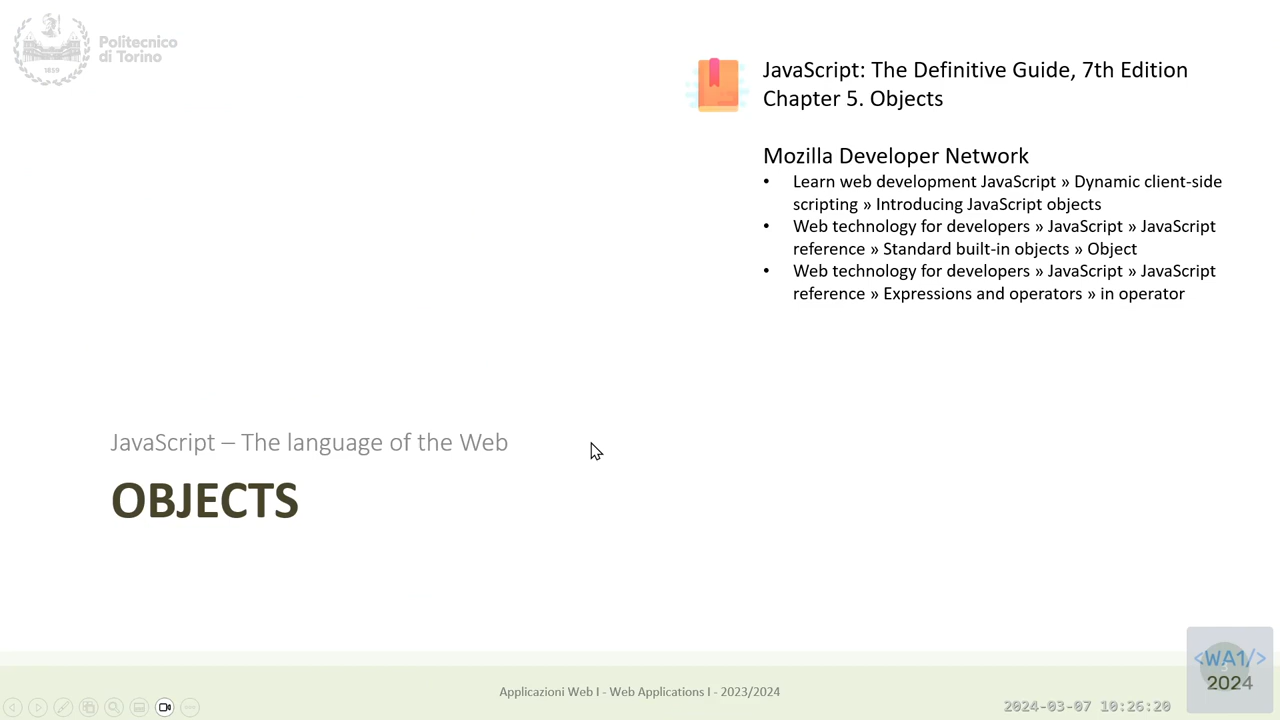 Politecnico
di Torino
1859
JavaScript: The Definitive Guide, 7th Edition
Chapter 5. Objects
Mozilla Developer Network
• Learn web development JavaScript » Dynamic client-side
scripting » Introducing JavaScript objects
• Web technology for developers » JavaScript » JavaScript
reference » Standard built-in objects » Object
• Web technology for developers » JavaScript » JavaScript
reference » Expressions and operators » in operator
JavaScript – The language of the Web
OBJECTS
Applicazioni Web I - Web Applications I - 2023/2024
<WA1/>
3
2024
2024-03-07 10:26:20